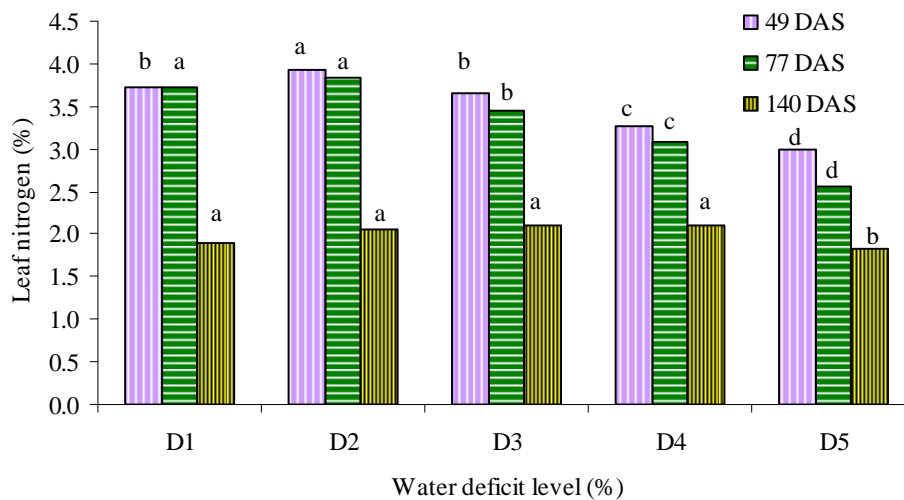 4.5
4.0
3.5
3.0
2.5
2.0
1.5
1.0
0.5
0.0
Leaf nitrogen (%)
b a a
a a a
b b a
c c a
d d b
49 DAS
77 DAS
140 DAS
D1 D2 D3 D4 D5
Water deficit level (%)